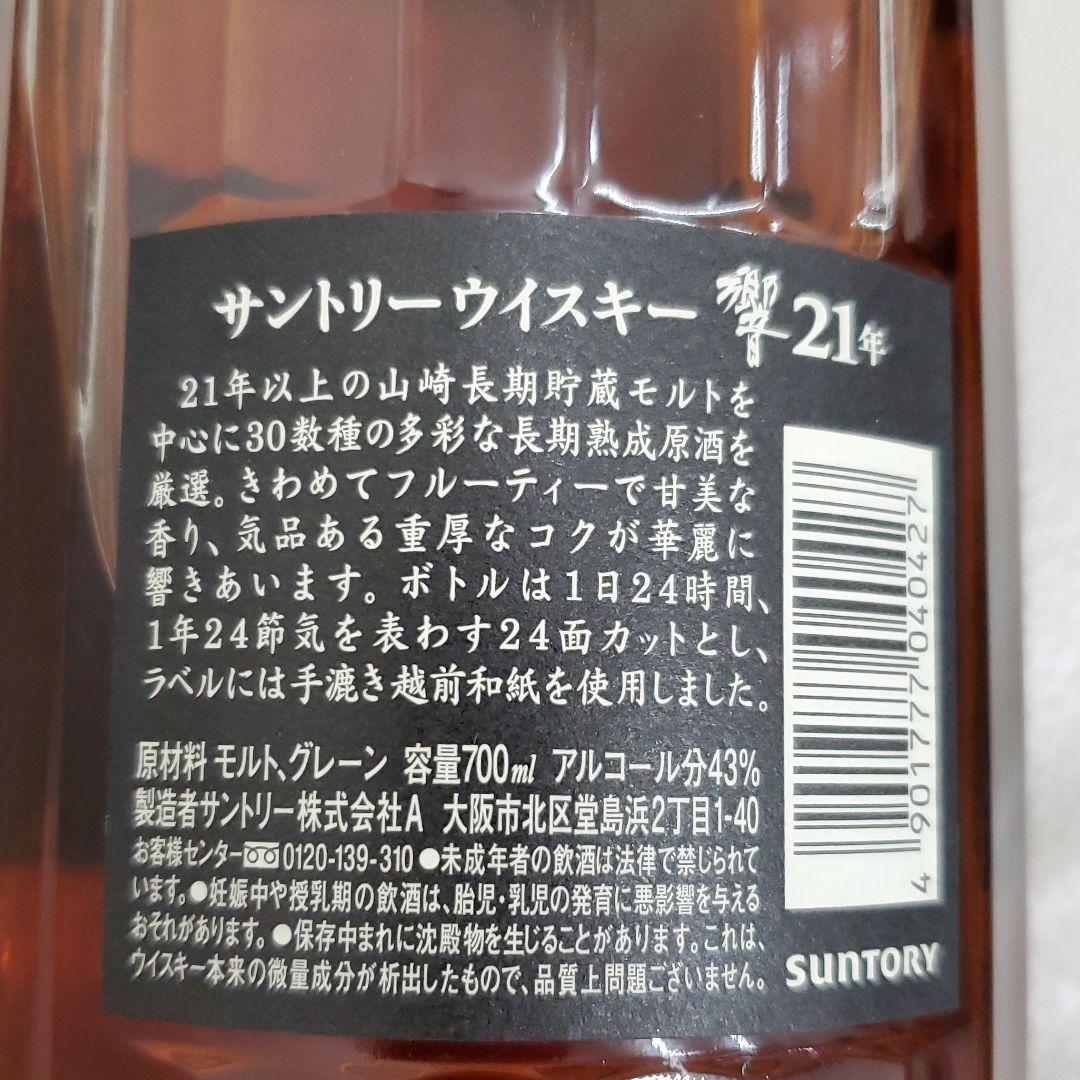 サントリーウイスキー 響 21年
21年以上の山崎長期貯蔵モルトを
中心に30数種の多彩な長期熟成原酒を
厳選。きわめてフルーティーで甘美な
香り、気品ある重厚なコクが華麗に
響きあいます。ボトルは1日24時間、
1年24節気を表わす24面カットとし、
ラベルには手漉き越前和紙を使用しました。
原材料 モルト、グレーン 容量700ml アルコール分43%
製造者サントリー株式会社A 大阪市北区堂島浜2丁目1-40
お客様センター 0120-139-310 ●未成年者の飲酒は法律で禁じられて
います。●妊娠中や授乳期の飲酒は、胎児・乳児の発育に悪影響を与える
おそれがあります。●保存中まれに沈殿物を生じることがあります。これは、
ウイスキー本来の微量成分が析出したもので、品質上問題ございません。
4901777040427
SUNTORY